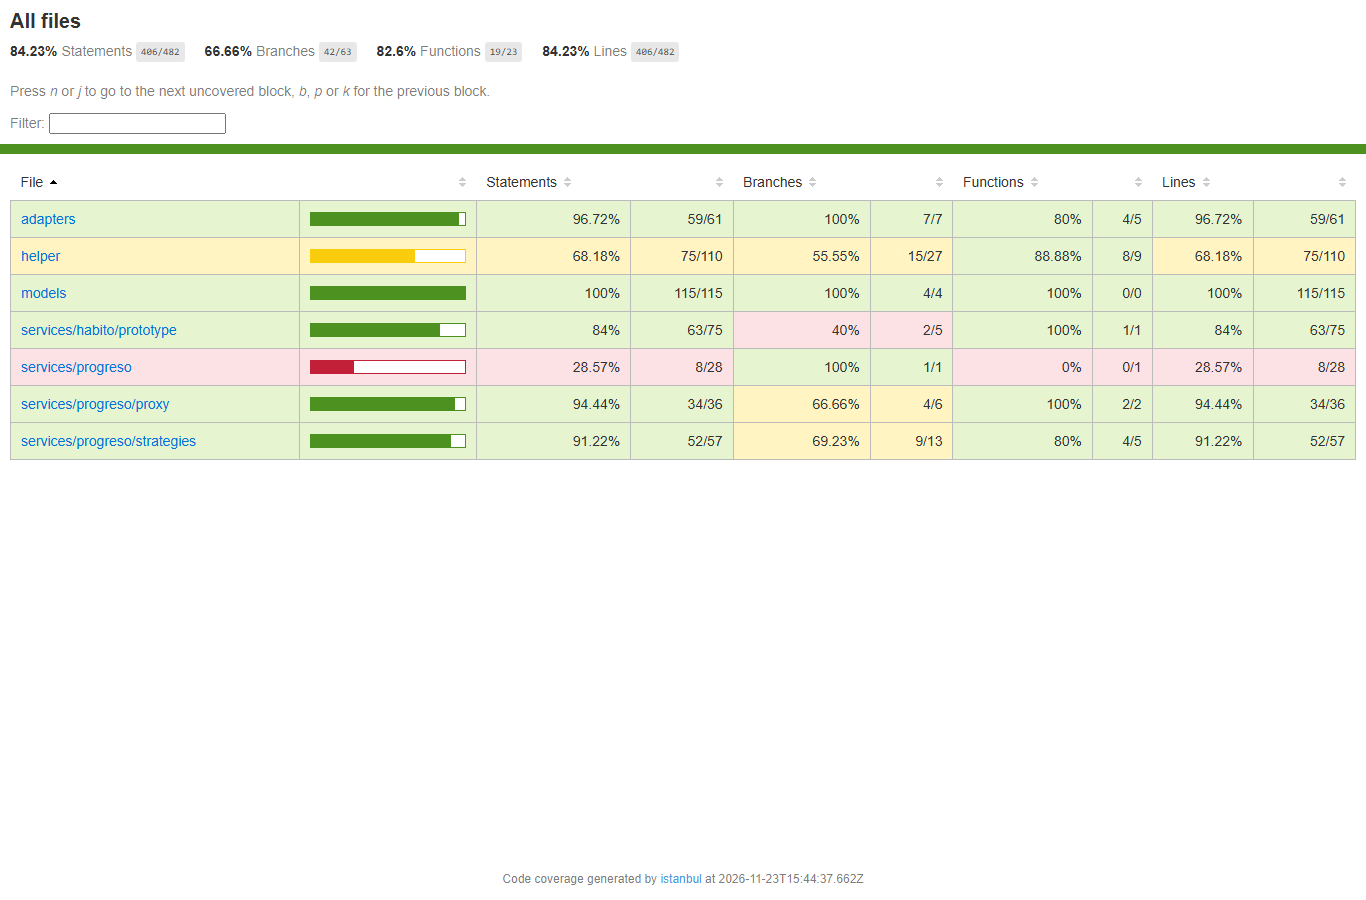 All files
84.23% Statements 406/482 66.66% Branches 42/63 82.6% Functions 19/23 84.23% Lines 406/482
Press n or j to go to the next uncovered block, b, p or k for the previous block.
Filter:
File Statements Branches Functions Lines
adapters 96.72% 59/61 100% 7/7 80% 4/5 96.72% 59/61
helper 68.18% 75/110 55.55% 15/27 88.88% 8/9 68.18% 75/110
models 100% 115/115 100% 4/4 100% 0/0 100% 115/115
services/habito/prototype 84% 63/75 40% 2/5 100% 1/1 84% 63/75
services/progreso 28.57% 8/28 100% 1/1 0% 0/1 28.57% 8/28
services/progreso/proxy 94.44% 34/36 66.66% 4/6 100% 2/2 94.44% 34/36
services/progreso/strategies 91.22% 52/57 69.23% 9/13 80% 4/5 91.22% 52/57
Code coverage generated by istanbul at 2026-11-23T15:44:37.662Z